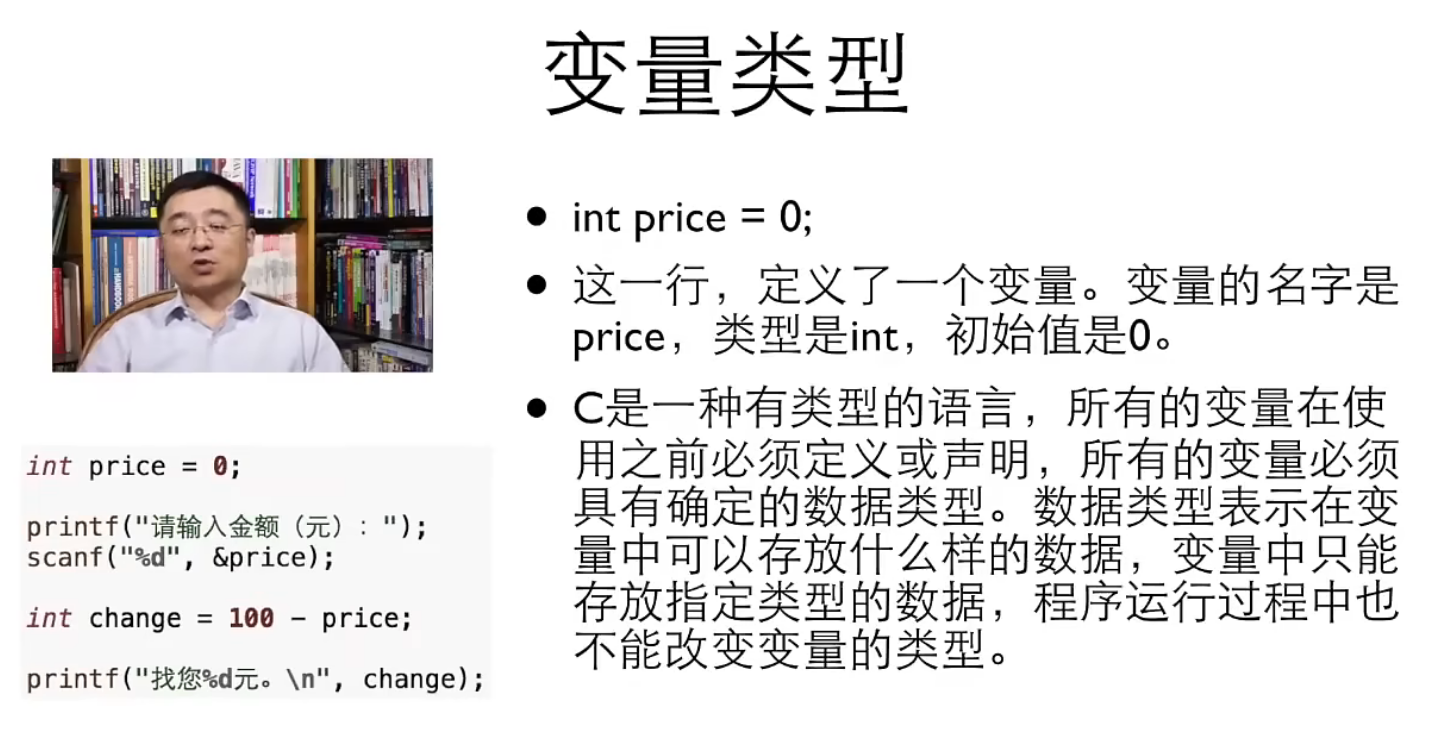 变量类型
int price = 0;
printf("请输入金额（元）：");
scanf("%d", &price);
int change = 100 - price;
printf("找您%d元。\n", change);
• int price = 0;
• 这一行，定义了一个变量。变量的名字是
price，类型是int，初始值是0。
• C是一种有类型的语言，所有的变量在使
用之前必须定义或声明，所有的变量必须
具有确定的数据类型。数据类型表示在变
量中可以存放什么样的数据，变量中只能
存放指定类型的数据，程序运行过程中也
不能改变变量的类型。